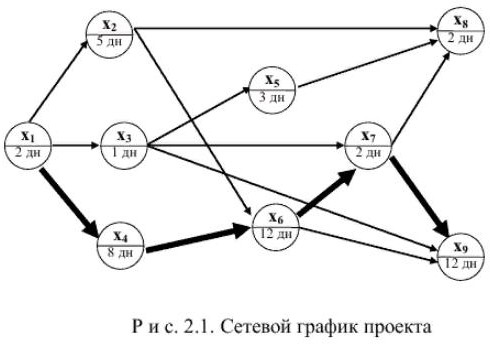 x2
5 дн
x8
2 дн
x5
3 дн
x1
2 дн
x3
1 дн
x7
2 дн
x6
12 дн
x4
8 дн
x9
12 дн
Р и с. 2.1. Сетевой график проекта